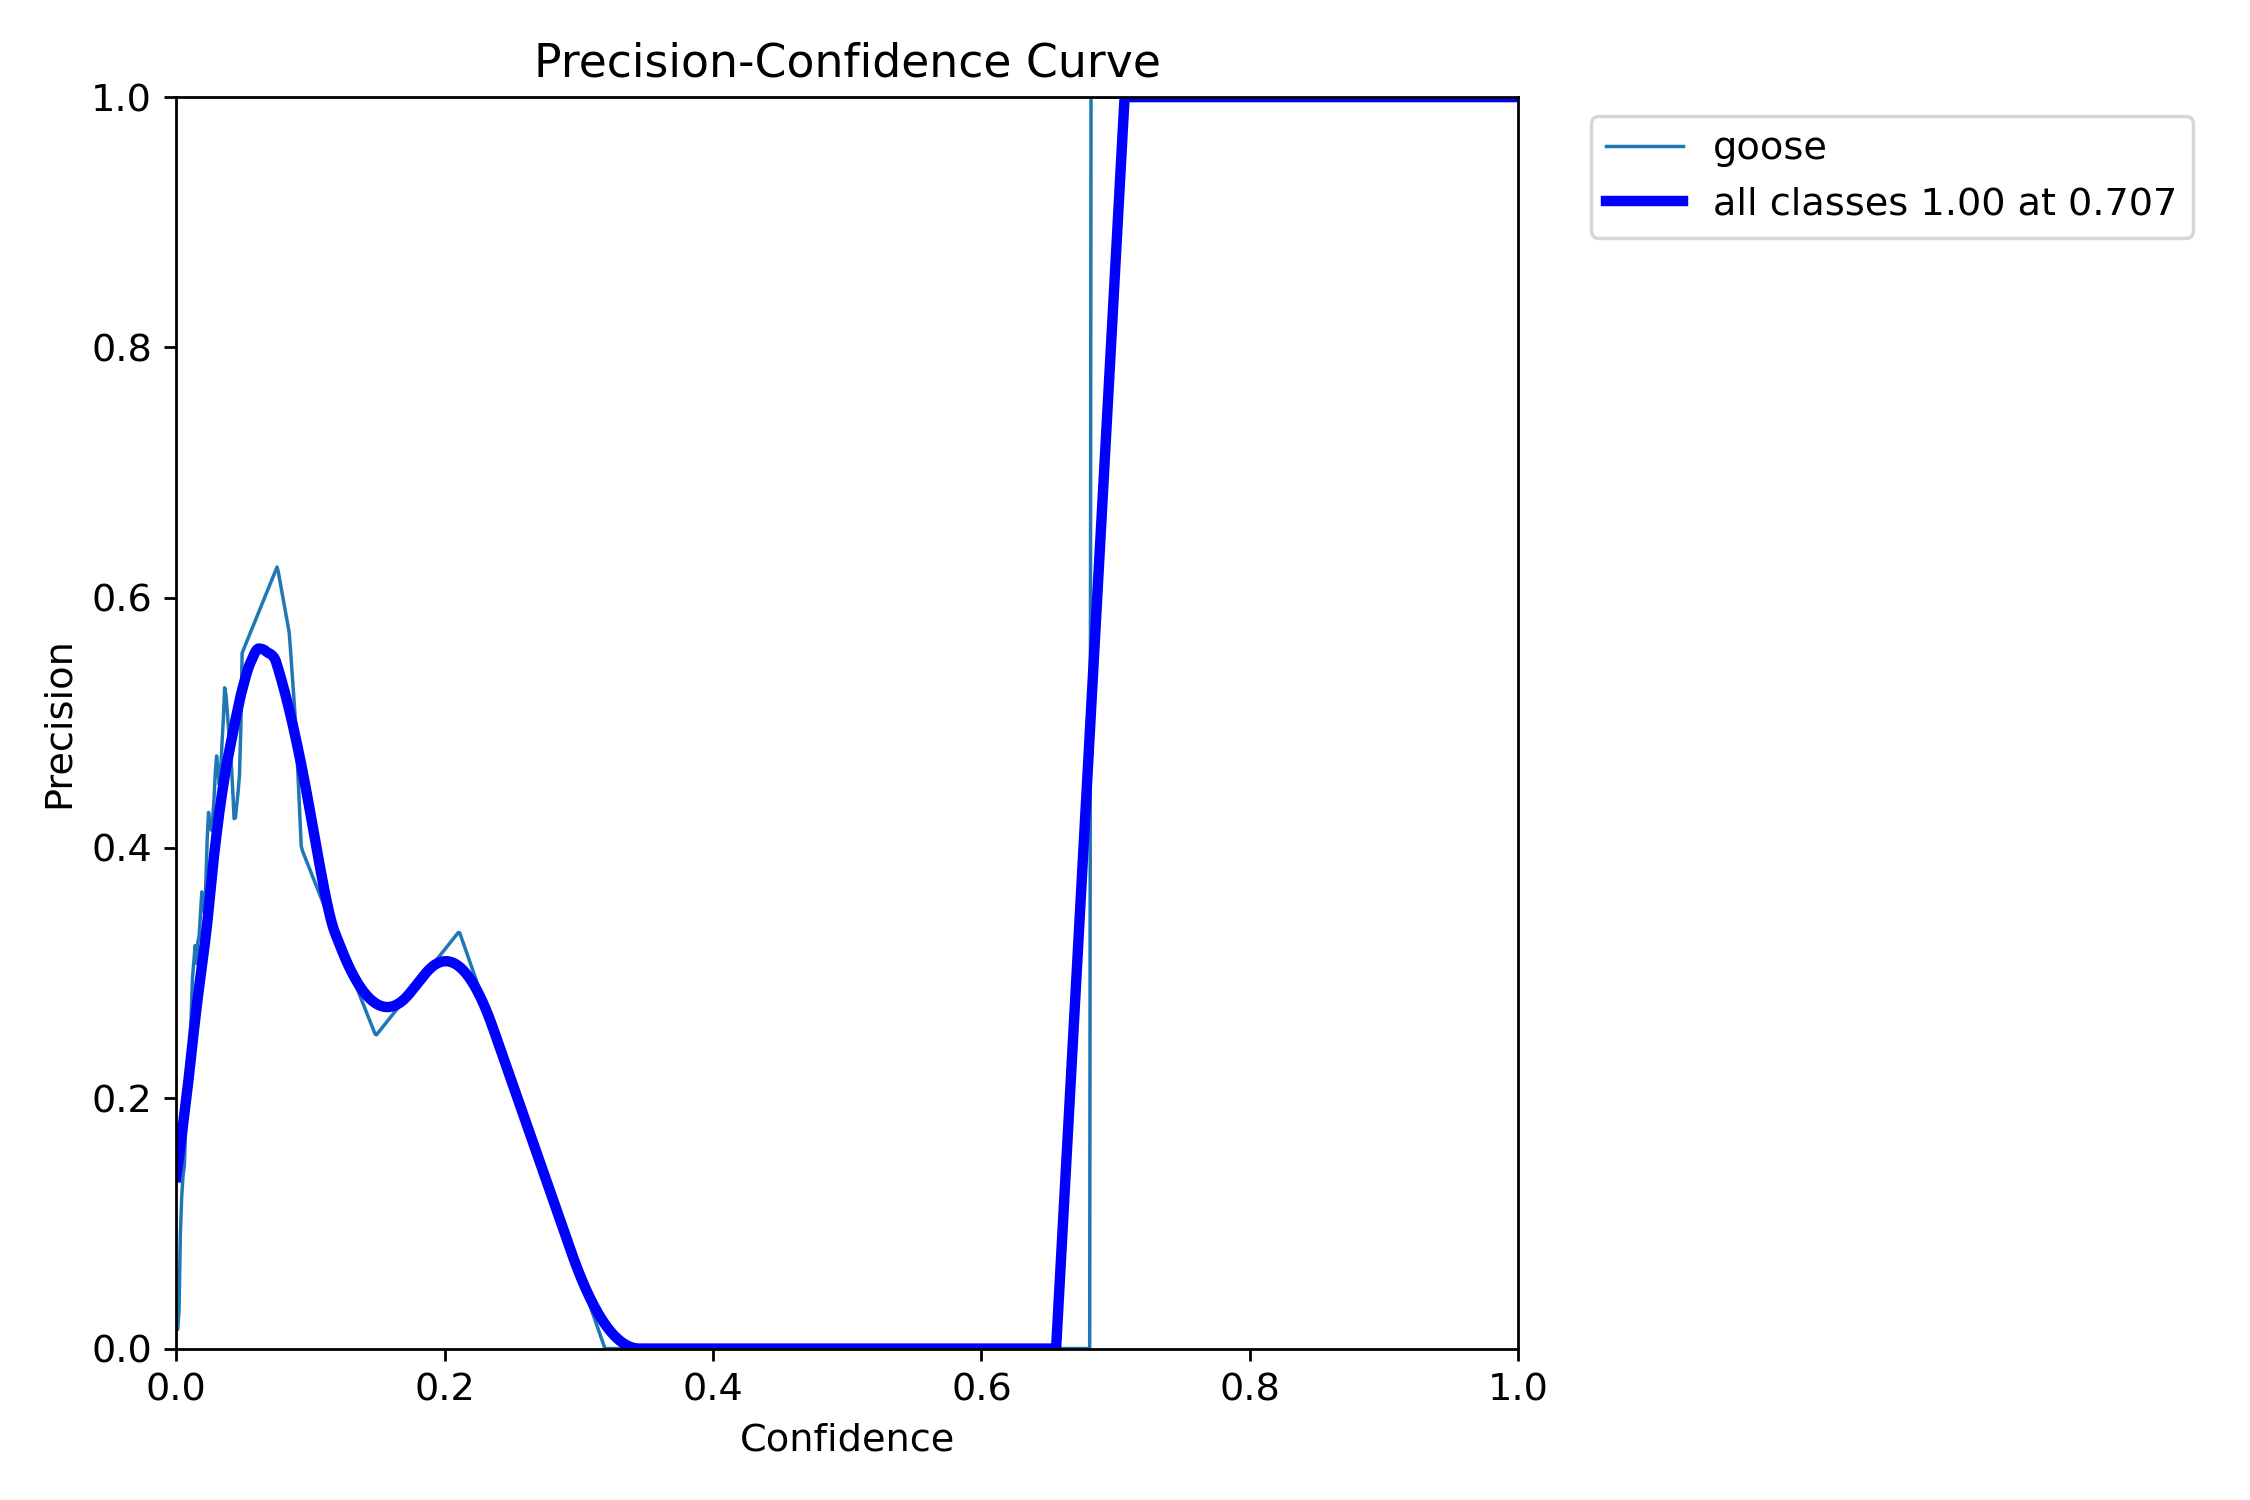 Precision-Confidence Curve
1.0
0.8
0.6
0.4
0.2
0.0
Precision
0.0 0.2 0.4 0.6 0.8 1.0
Confidence
goose
all classes 1.00 at 0.707